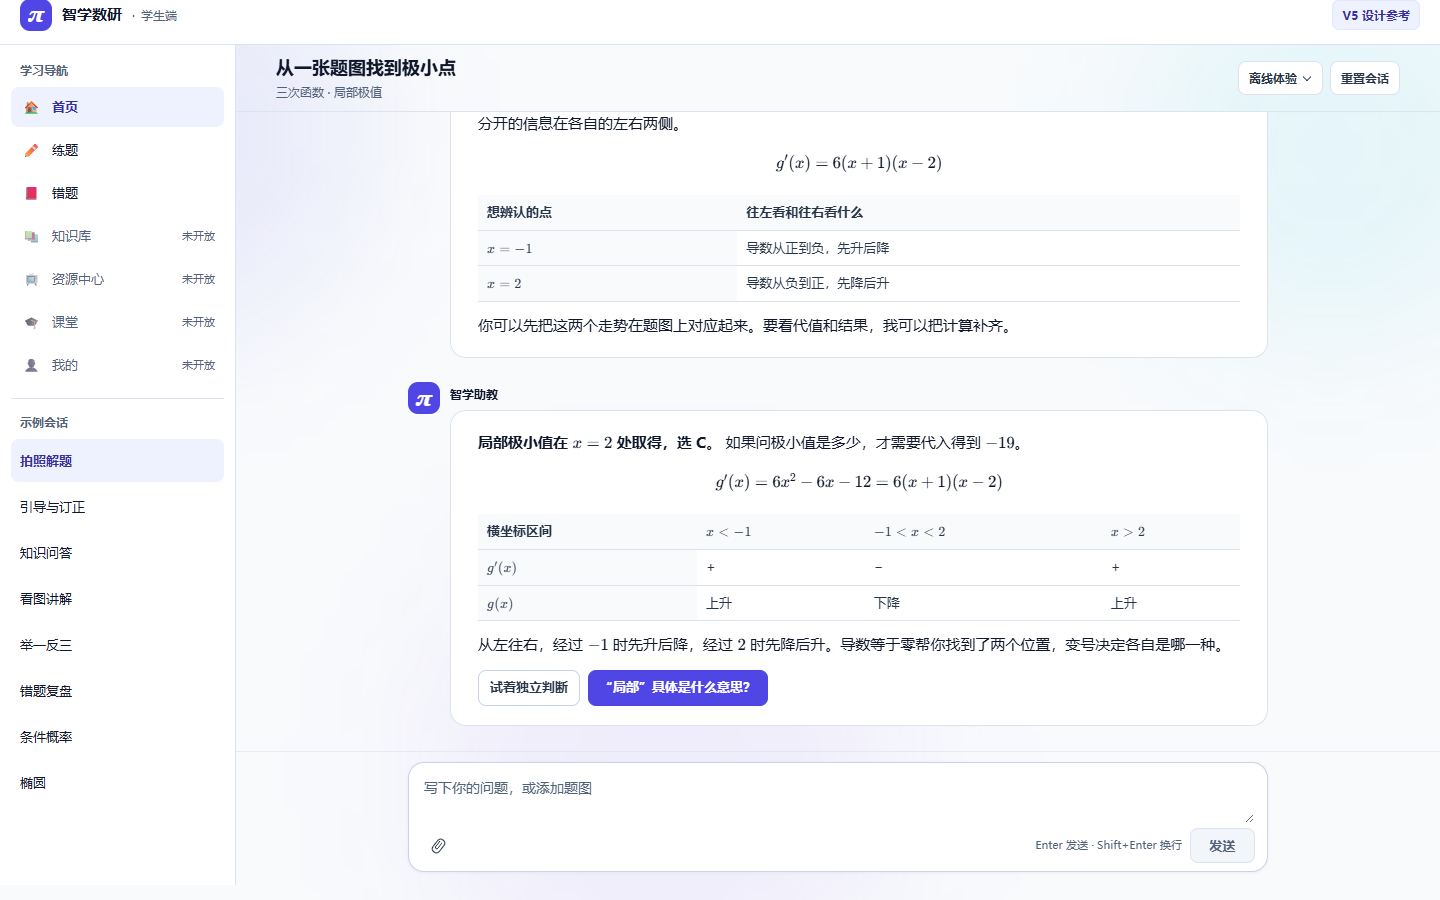 π 智学数研 · 学生端
V5 设计参考
学习导航
首页
练题
错题
知识库 未开放
资源中心 未开放
课堂 未开放
我的 未开放
示例会话
拍照解题
引导与订正
知识问答
看图讲解
举一反三
错题复盘
条件概率
椭圆
从一张题图找到极小点
三次函数 · 局部极值
离线体验
重置会话
分开的信息在各自的左右两侧。
g′(x) = 6(x + 1)(x − 2)
想辨认的点 往左看和往右看什么
x = −1 导数从正到负，先升后降
x = 2 导数从负到正，先降后升
你可以先把这两个走势在题图上对应起来。要看代值和结果，我可以把计算补齐。
π 智学助教
局部极小值在 x = 2 处取得，选 C。 如果问极小值是多少，才需要代入得到 −19。
g′(x) = 6x² − 6x − 12 = 6(x + 1)(x − 2)
横坐标区间 x < −1 −1 < x < 2 x > 2
g′(x) + − +
g(x) 上升 下降 上升
从左往右，经过 −1 时先升后降，经过 2 时先降后升。导数等于零帮你找到了两个位置，变号决定各自是哪一种。
试着独立判断
“局部”具体是什么意思？
写下你的问题，或添加题图
Enter 发送 · Shift+Enter 换行
发送